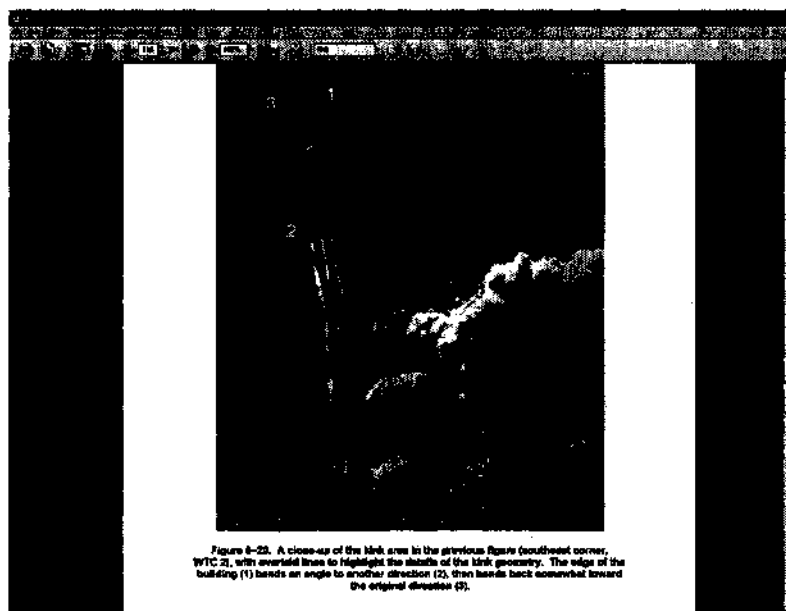 3 1
2
Figure 6-23. A close-up of the kink area in the previous figure (southeast corner,
WTC 2), with overlaid lines to highlight the details of the kink geometry. The edge of the
building (1) bends an angle to another direction (2), then bends back somewhat toward
the original direction (3).